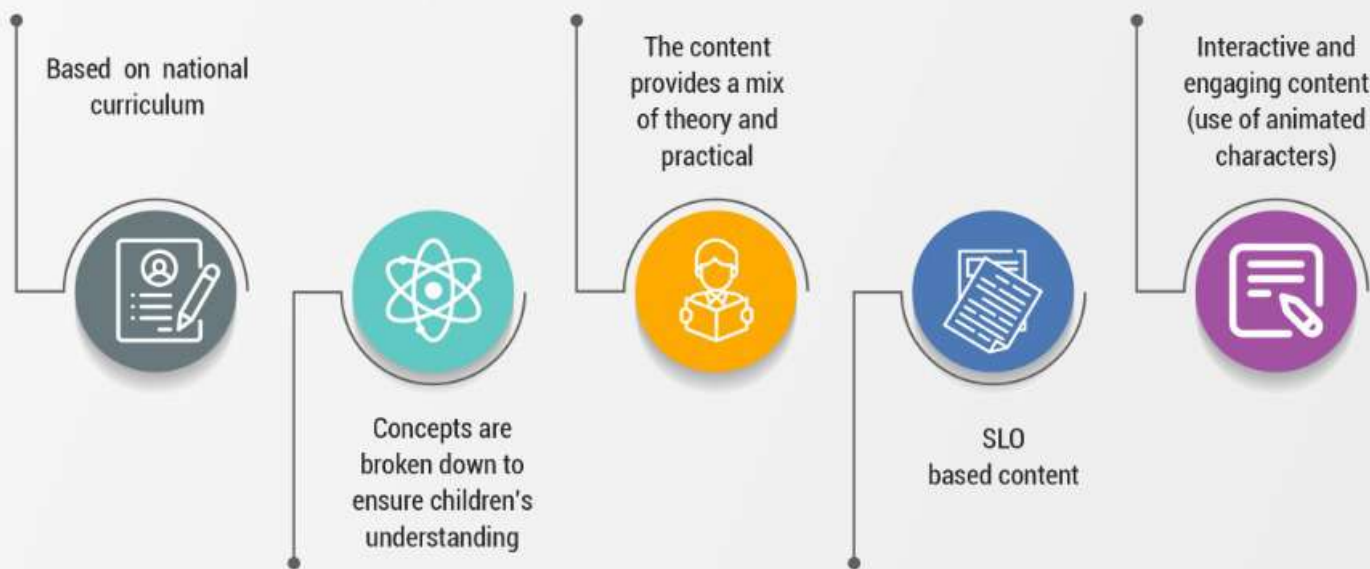 Based on national
curriculum
Concepts are
broken down to
ensure children's
understanding
The content
provides a mix
of theory and
practical
SLO
based content
Interactive and
engaging content
(use of animated
characters)